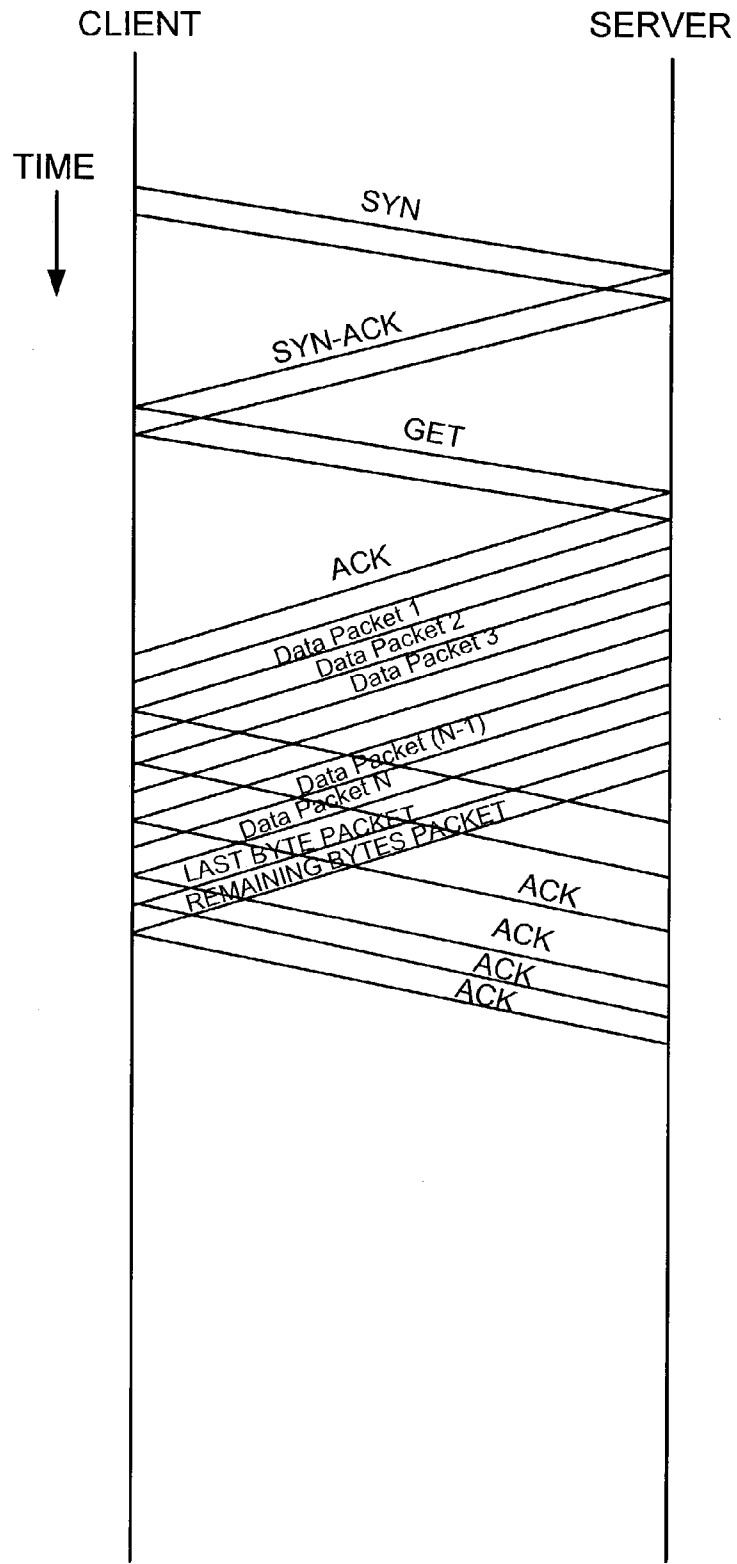 CLIENT
SERVER
TIME
SYN
SYN-ACK
GET
ACK
Data Packet 1
Data Packet 2
Data Packet 3
Data Packet (N-1)
Data Packet N
LAST BYTE PACKET
REMAINING BYTES PACKET
ACK
ACK
ACK
ACK